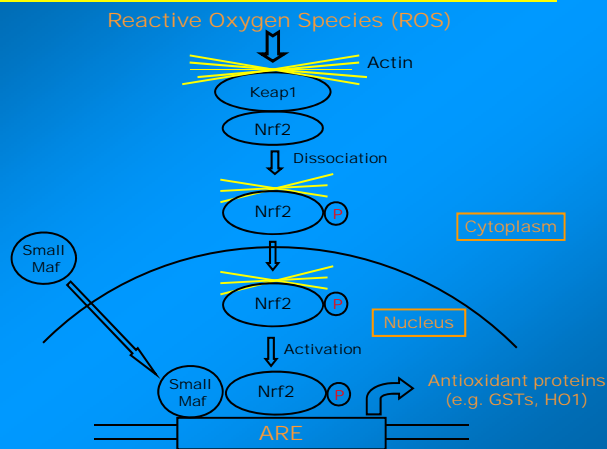 Reactive Oxygen Species (ROS)
Actin
Keap1
Nrf2
Dissociation
Nrf2
P
Cytoplasm
Small
Maf
Nrf2
P
Nucleus
Activation
Small
Maf
Nrf2
P
Antioxidant proteins
(e.g. GSTs, HO1)
ARE